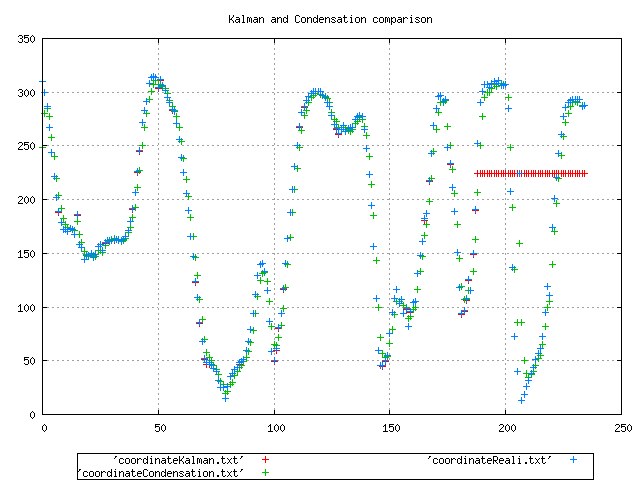 Kalman and Condensation comparison
350
300
250
200
150
100
50
0
0 50 100 150 200 250
'coordinateKalman.txt' 'coordinateReali.txt'
'coordinateCondensation.txt'